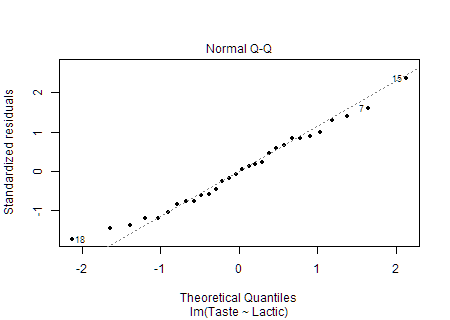 Normal Q-Q
Standardized residuals
2
1
0
-1
15
7
18
-2 -1 0 1 2
Theoretical Quantiles
lm(Taste ~ Lactic)